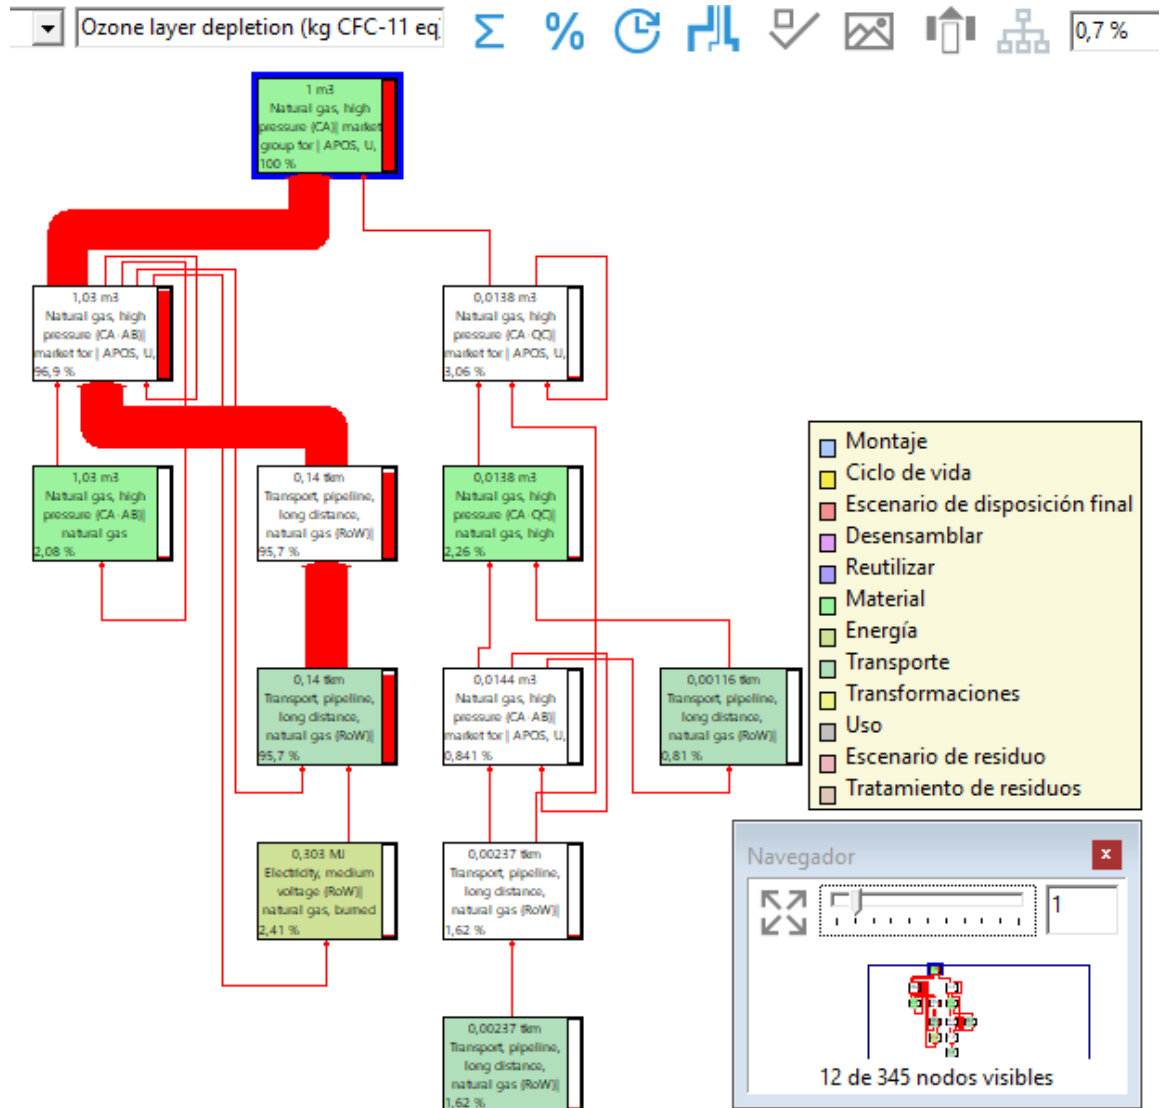 Ozone layer depletion (kg CFC-11 eq
%
0,7 %
1 m3
Natural gas, high
pressure {CA}| market
group for | APOS, U,
100 %
1,03 m3
Natural gas, high
pressure {CA-AB}|
market for | APOS, U,
96,9 %
0,0138 m3
Natural gas, high
pressure {CA-QC}|
market for | APOS, U,
3,06 %
1,03 m3
Natural gas, high
pressure {CA-AB}|
natural gas
2,08 %
0,14 tkm
Transport, pipeline,
long distance,
natural gas {RoW}|
95,7 %
0,0138 m3
Natural gas, high
pressure {CA-QC}|
natural gas, high
2,26 %
0,14 tkm
Transport, pipeline,
long distance,
natural gas {RoW}|
95,7 %
0,0144 m3
Natural gas, high
pressure {CA-AB}|
market for | APOS, U,
0,841 %
0,00116 tkm
Transport, pipeline,
long distance,
natural gas {RoW}|
0,81 %
0,303 MJ
Electricity, medium
voltage {RoW}|
natural gas, burned
2,41 %
0,00237 tkm
Transport, pipeline,
long distance,
natural gas {RoW}|
1,62 %
0,00237 tkm
Transport, pipeline,
long distance,
natural gas {RoW}|
1,62 %
Montaje
Ciclo de vida
Escenario de disposición final
Desensamblar
Reutilizar
Material
Energía
Transporte
Transformaciones
Uso
Escenario de residuo
Tratamiento de residuos
Navegador
x
1
12 de 345 nodos visibles